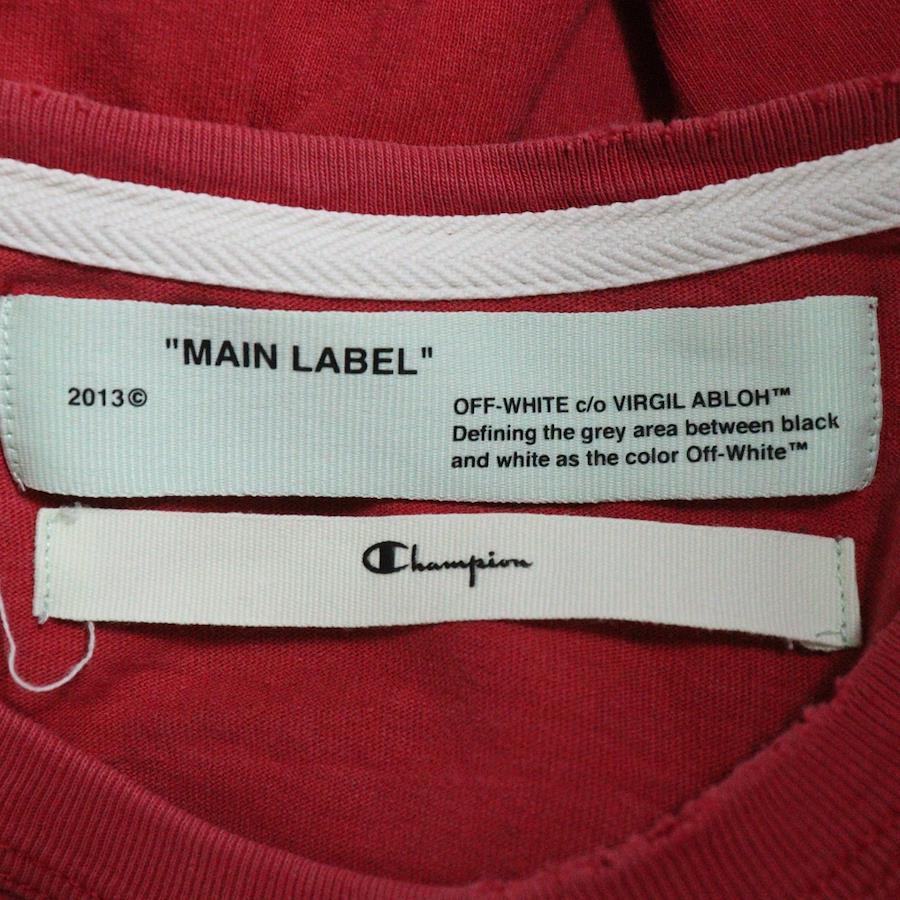 "MAIN LABEL"
2013©
OFF-WHITE c/o VIRGIL ABLOH™
Defining the grey area between black
and white as the color Off-White™
Champion